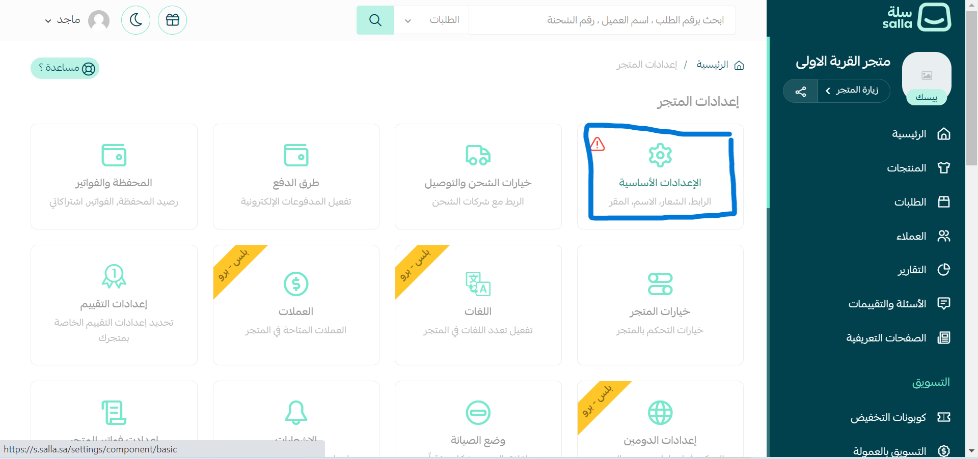 سلة
salla
متجر القرية الاولى
زيارة المتجر
بيسك
الرئيسية
المنتجات
الطلبات
العملاء
التقارير
الأسئلة والتقييمات
الصفحات التعريفية
التسويق
كوبونات التخفيض
التسويق بالعمولة
ابحث برقم الطلب ، اسم العميل ، رقم الشحنة
الطلبات
ماجد
الرئيسية / إعدادات المتجر
مساعدة ؟
إعدادات المتجر
الإعدادات الأساسية
الرابط، الشعار، الاسم، المقر
خيارات الشحن والتوصيل
الربط مع شركات الشحن
طرق الدفع
تفعيل المدفوعات الإلكترونية
المحفظة والفواتير
رصيد المحفظة، الفواتير، اشتراكاتي
خيارات المتجر
خيارات التحكم بالمتجر
بلس - برو
اللغات
تفعيل تعدد اللغات في المتجر
بلس - برو
العملات
العملات المتاحة في المتجر
إعدادات التقييم
تحديد إعدادات التقييم الخاصة
بمتجرك
بلس - برو
إعدادات الدومين
وضع الصيانة
https://s.salla.sa/settings/component/basic